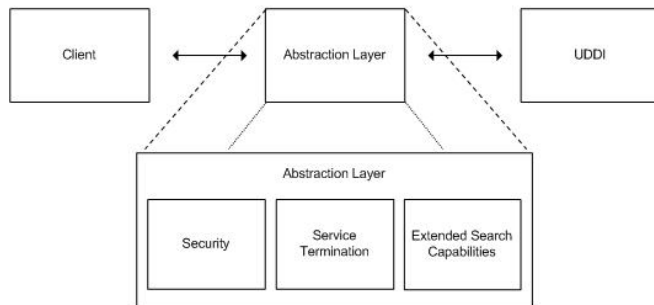 Client
Abstraction Layer
UDDI
Abstraction Layer
Security
Service
Termination
Extended Search
Capabilities